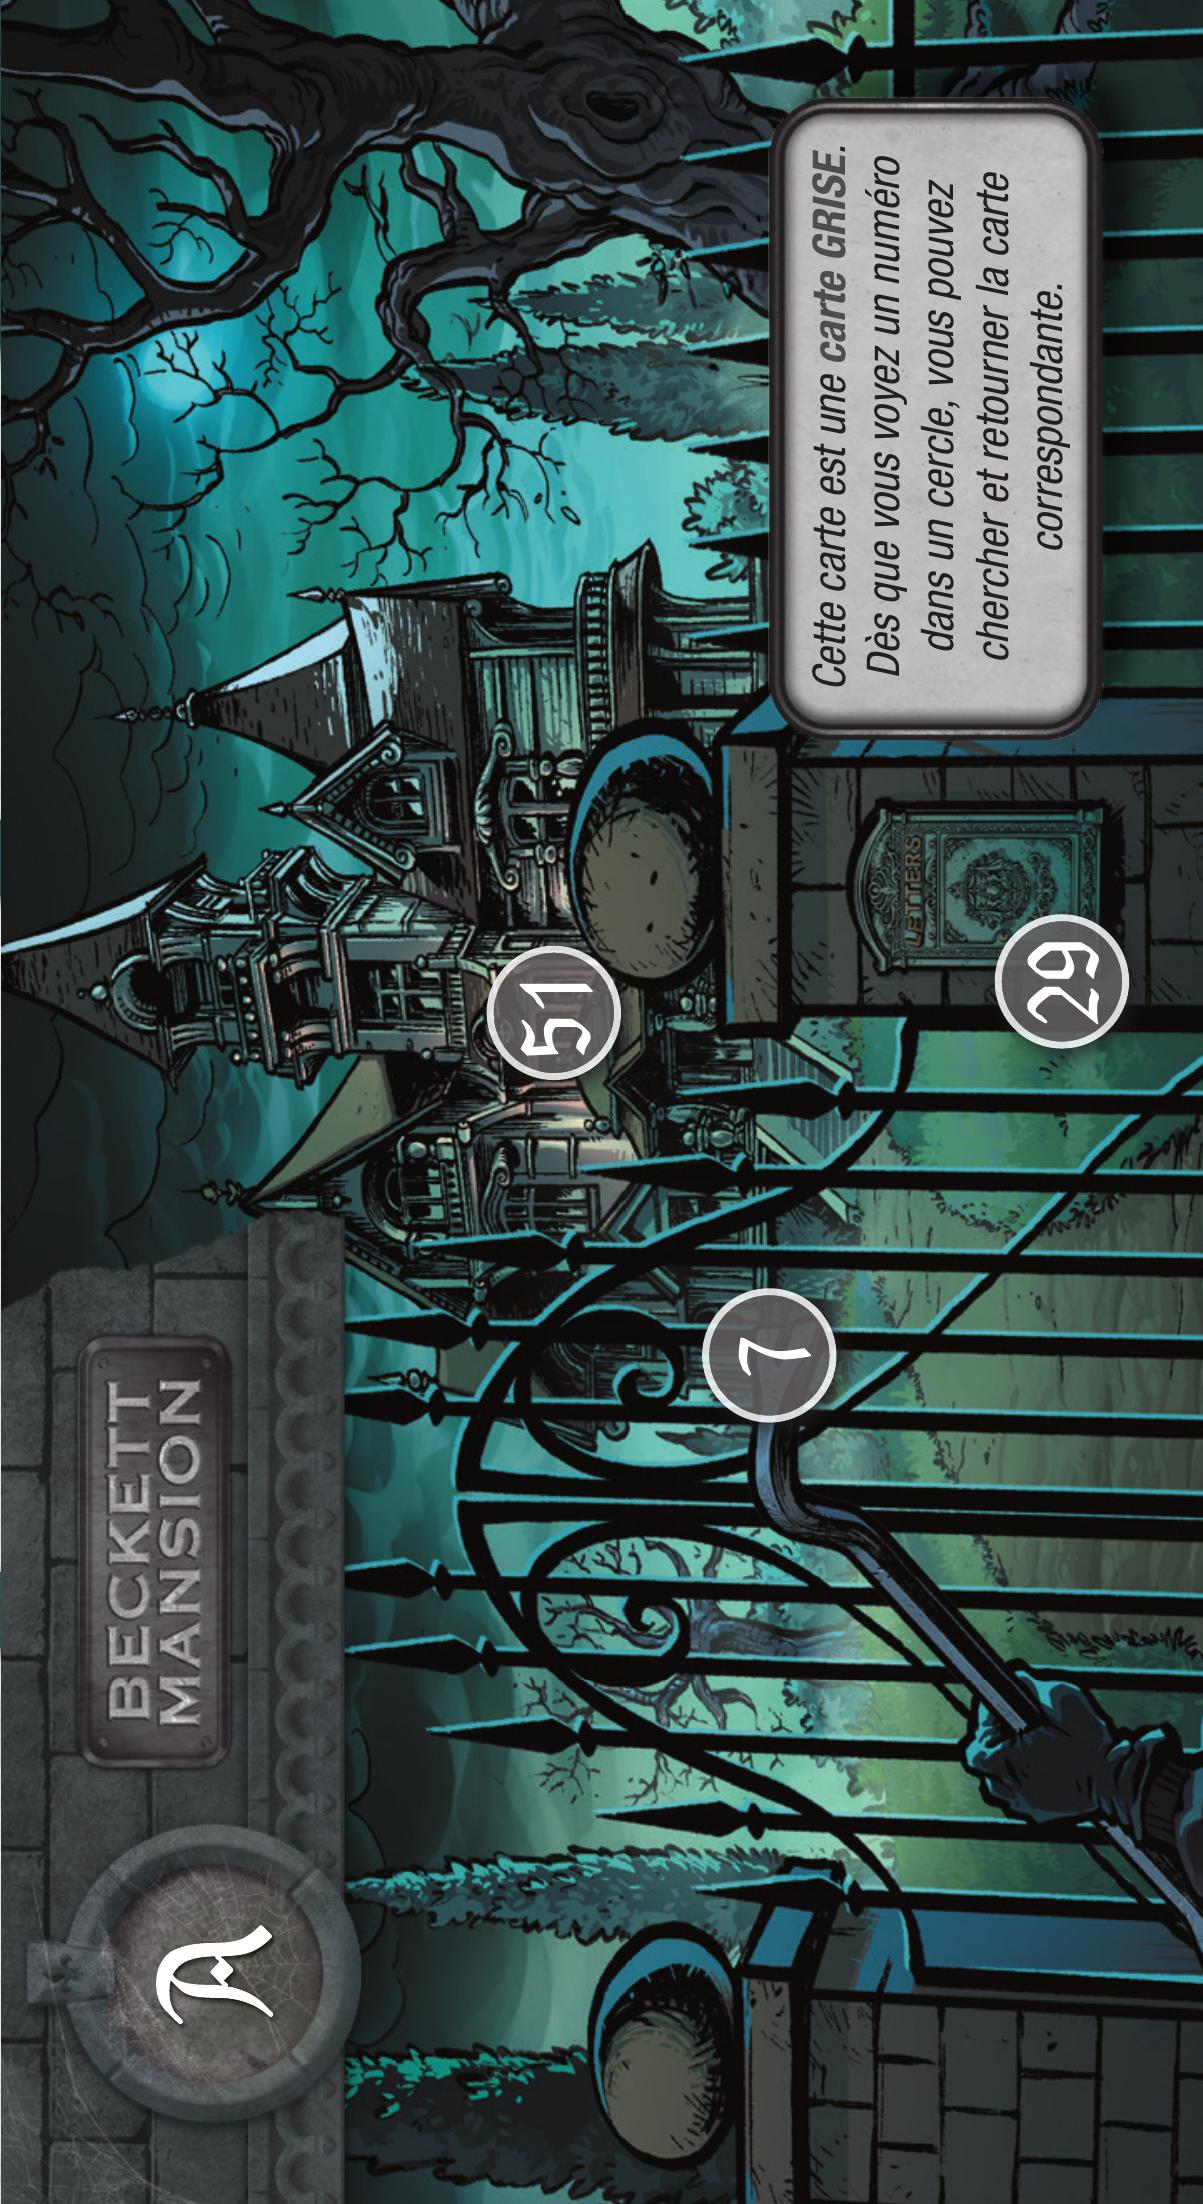 A
BECKETT
MANSION
51
7
29
LETTERS
Cette carte est une carte GRISE.
Dès que vous voyez un numéro
dans un cercle, vous pouvez
chercher et retourner la carte
correspondante.